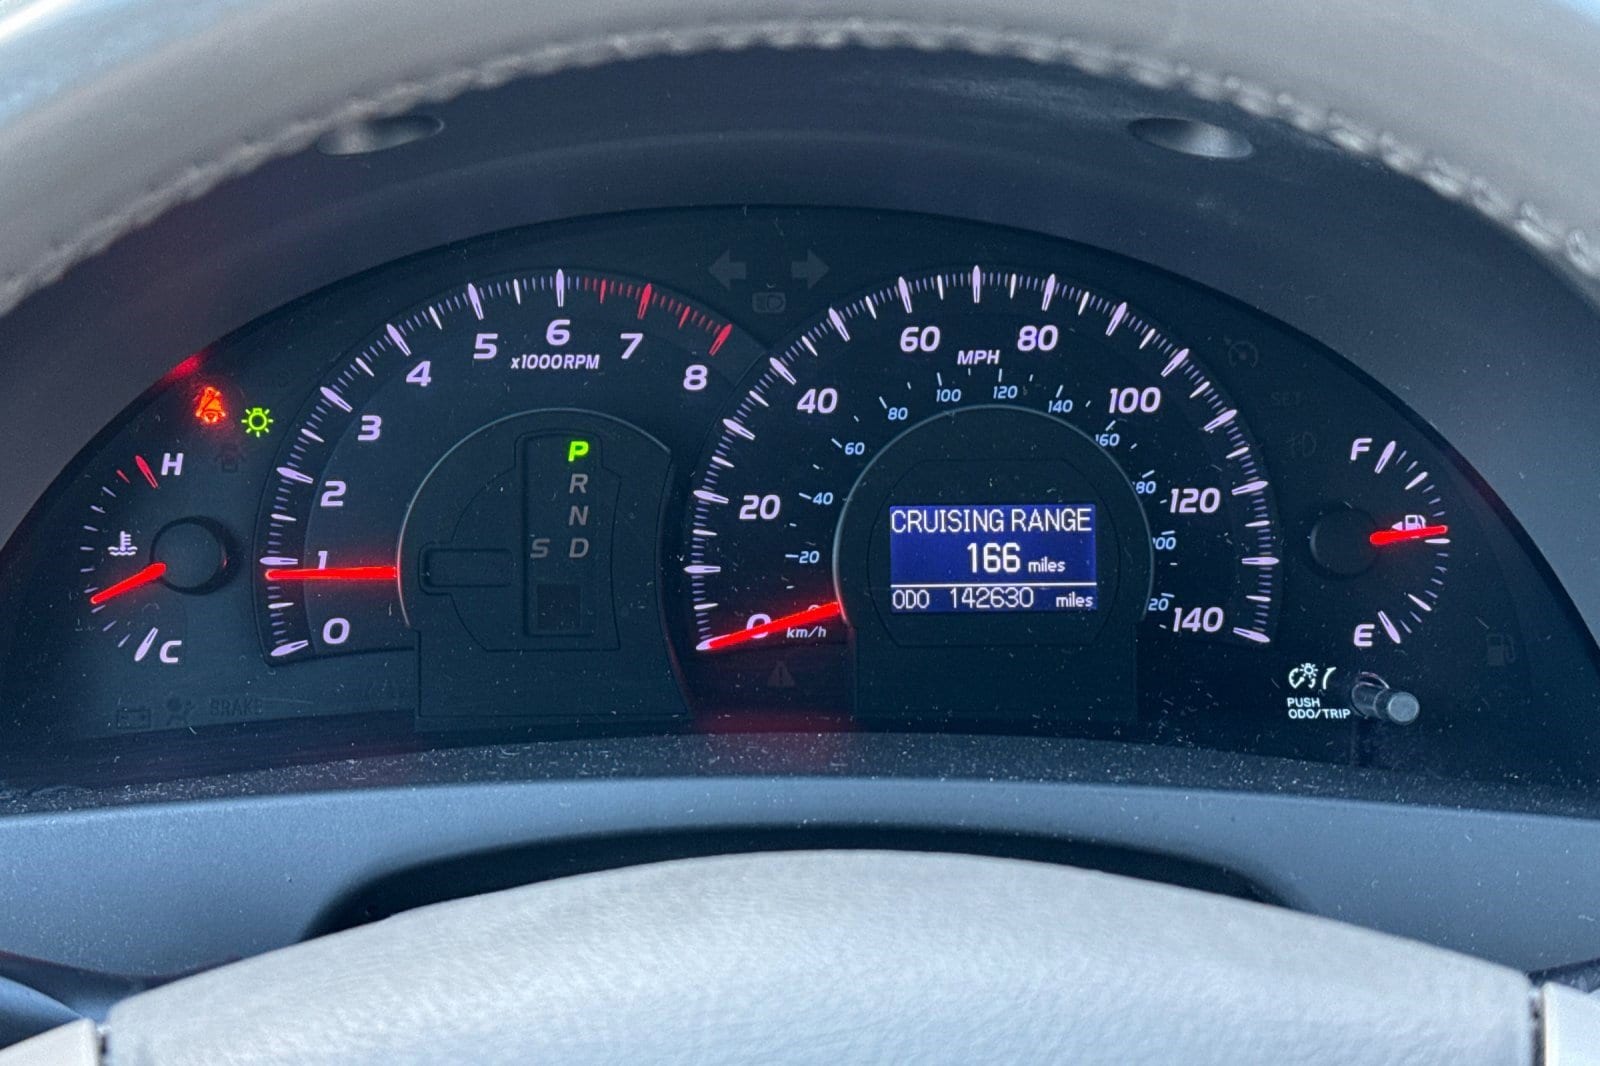 0
1
2
3
4
5
6
7
8
x1000RPM
H
C
BRAKE
P
R
N
S D
0
20
40
60
80
100
120
140
MPH
20
40
60
80
100
120
140
160
km/h
CRUISING RANGE
166 miles
ODO 142630 miles
SET
F
E
PUSH
ODO/TRIP